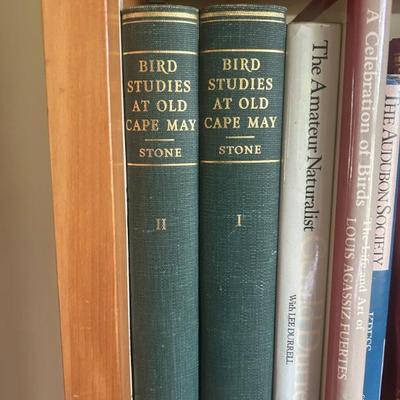 BIRD
STUDIES
AT OLD
CAPE MAY
STONE
II
BIRD
STUDIES
AT OLD
CAPE MAY
STONE
I
The Amateur Naturalist
With LEE DURRELL
A Celebration of Birds
The Life and Art of
LOUIS AGASSIZ FUERTES
THE AUDUBON SOCIETY
KRESS